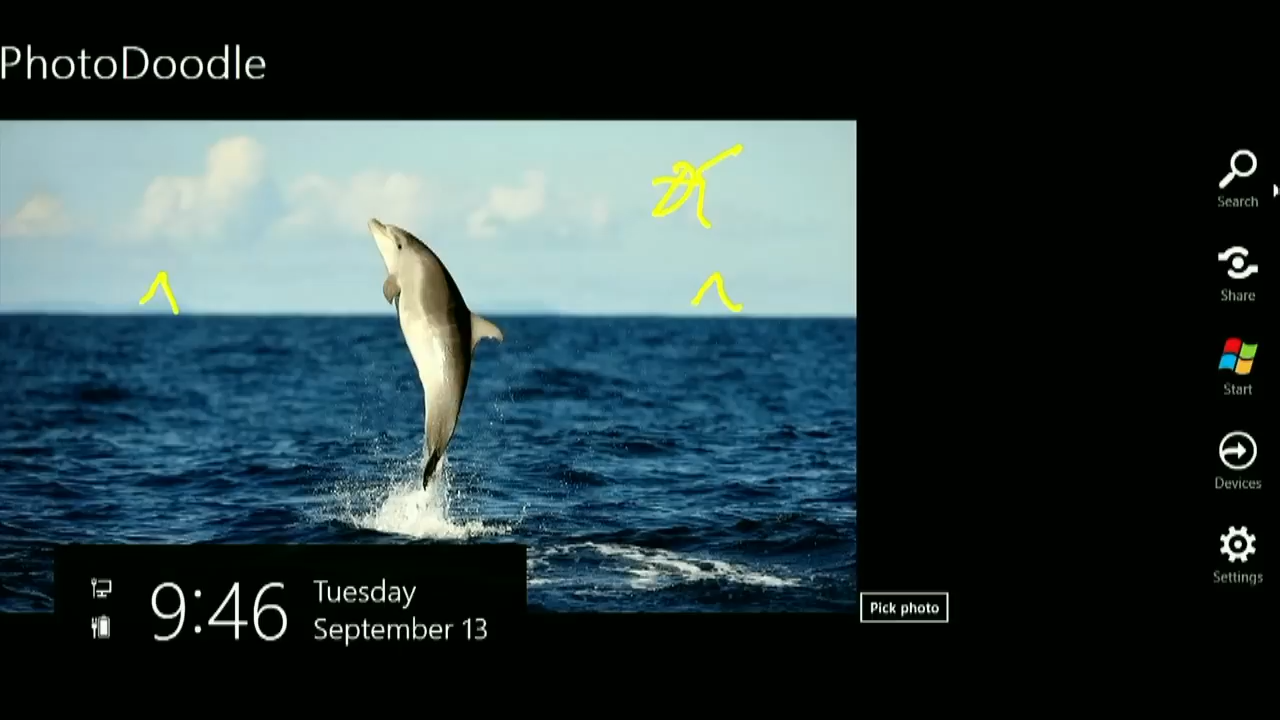 PhotoDoodle
Search
Share
Start
Devices
Settings
9:46
Tuesday
September 13
Pick photo